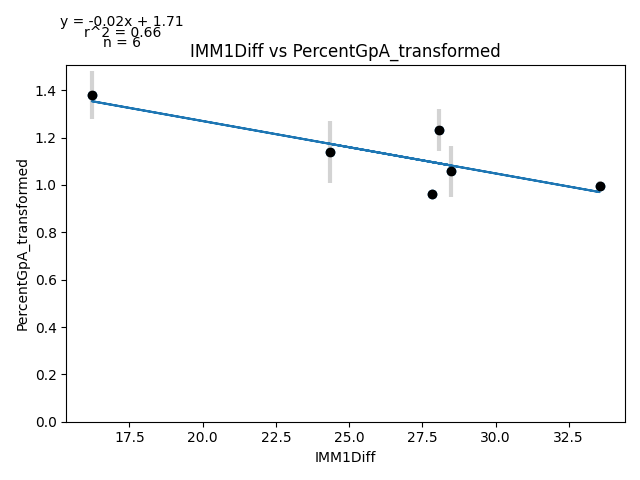 y = -0.02x + 1.71
r^2 = 0.66
n = 6
IMM1Diff vs PercentGpA_transformed
PercentGpA_transformed
1.4
1.2
1.0
0.8
0.6
0.4
0.2
0.0
17.5 20.0 22.5 25.0 27.5 30.0 32.5
IMM1Diff